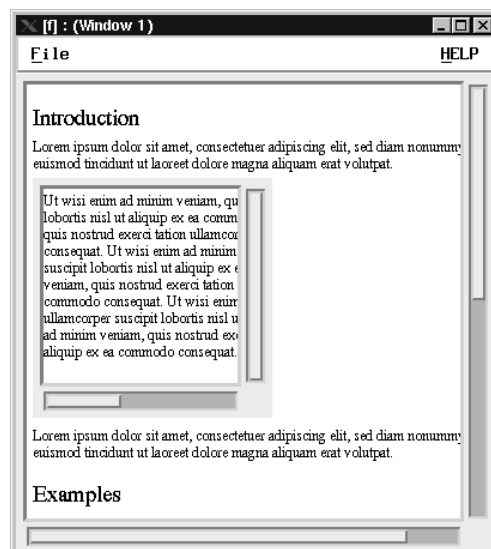 [f] : (Window 1)
File HELP
Introduction
Lorem ipsum dolor sit amet, consectetuer adipiscing elit, sed diam nonummy
euismod tincidunt ut laoreet dolore magna aliquam erat volutpat.
Ut wisi enim ad minim veniam, qu
lobortis nisl ut aliquip ex ea comm
quis nostrud exerci tation ullamcor
consequat. Ut wisi enim ad minim
suscipit lobortis nisl ut aliquip ex e
veniam, quis nostrud exerci tation
commodo consequat. Ut wisi enim
ullamcorper suscipit lobortis nisl u
ad minim veniam, quis nostrud exe
aliquip ex ea commodo consequat.
Lorem ipsum dolor sit amet, consectetuer adipiscing elit, sed diam nonummy
euismod tincidunt ut laoreet dolore magna aliquam erat volutpat.
Examples